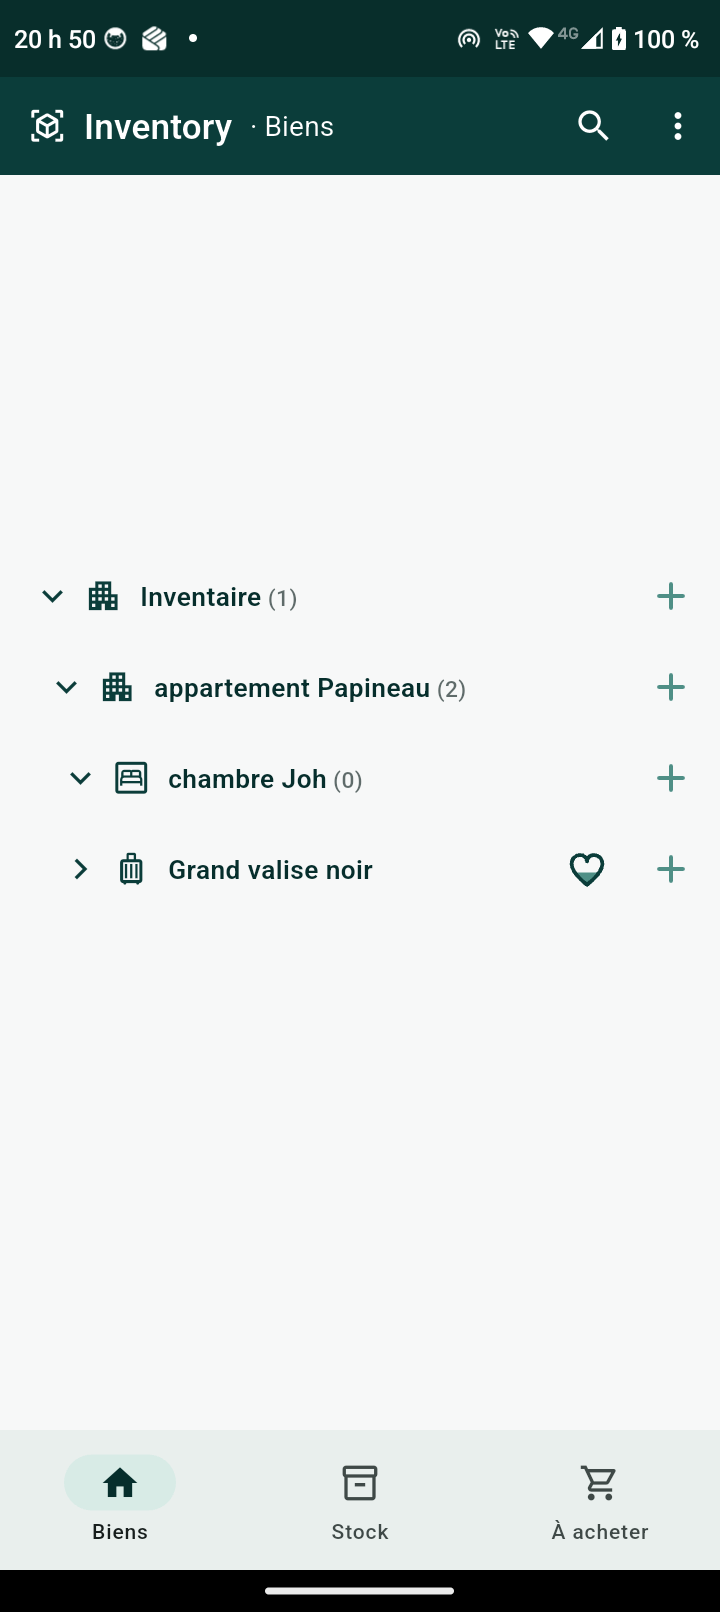 20 h 50 VoLTE 4G 100 %
Inventory · Biens
Inventaire (1)
appartement Papineau (2)
chambre Joh (0)
Grand valise noir
Biens Stock À acheter